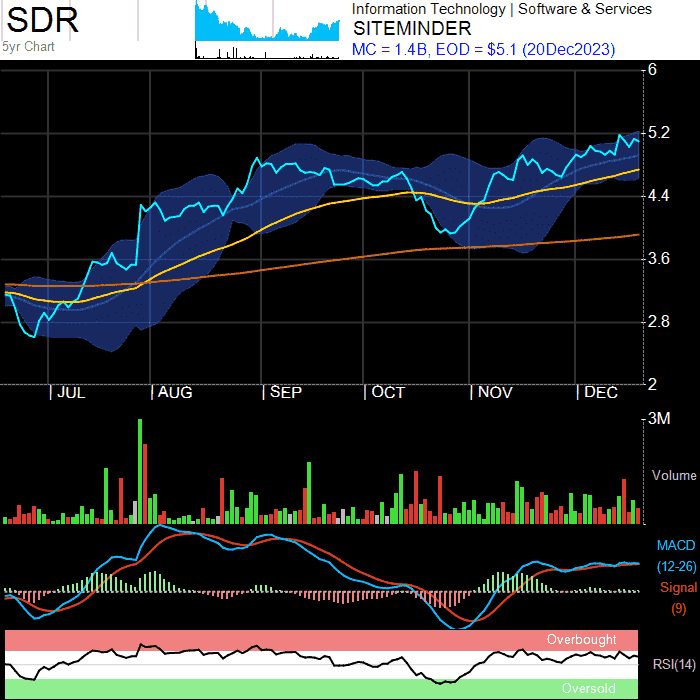 SDR
5yr Chart
Information Technology | Software & Services
SITEMINDER
MC = 1.4B, EOD = $5.1 (20Dec2023)
6
5.2
4.4
3.6
2.8
2
| JUL | AUG | SEP | OCT | NOV | DEC
3M
Volume
MACD
(12-26)
Signal
(9)
Overbought
RSI(14)
Oversold